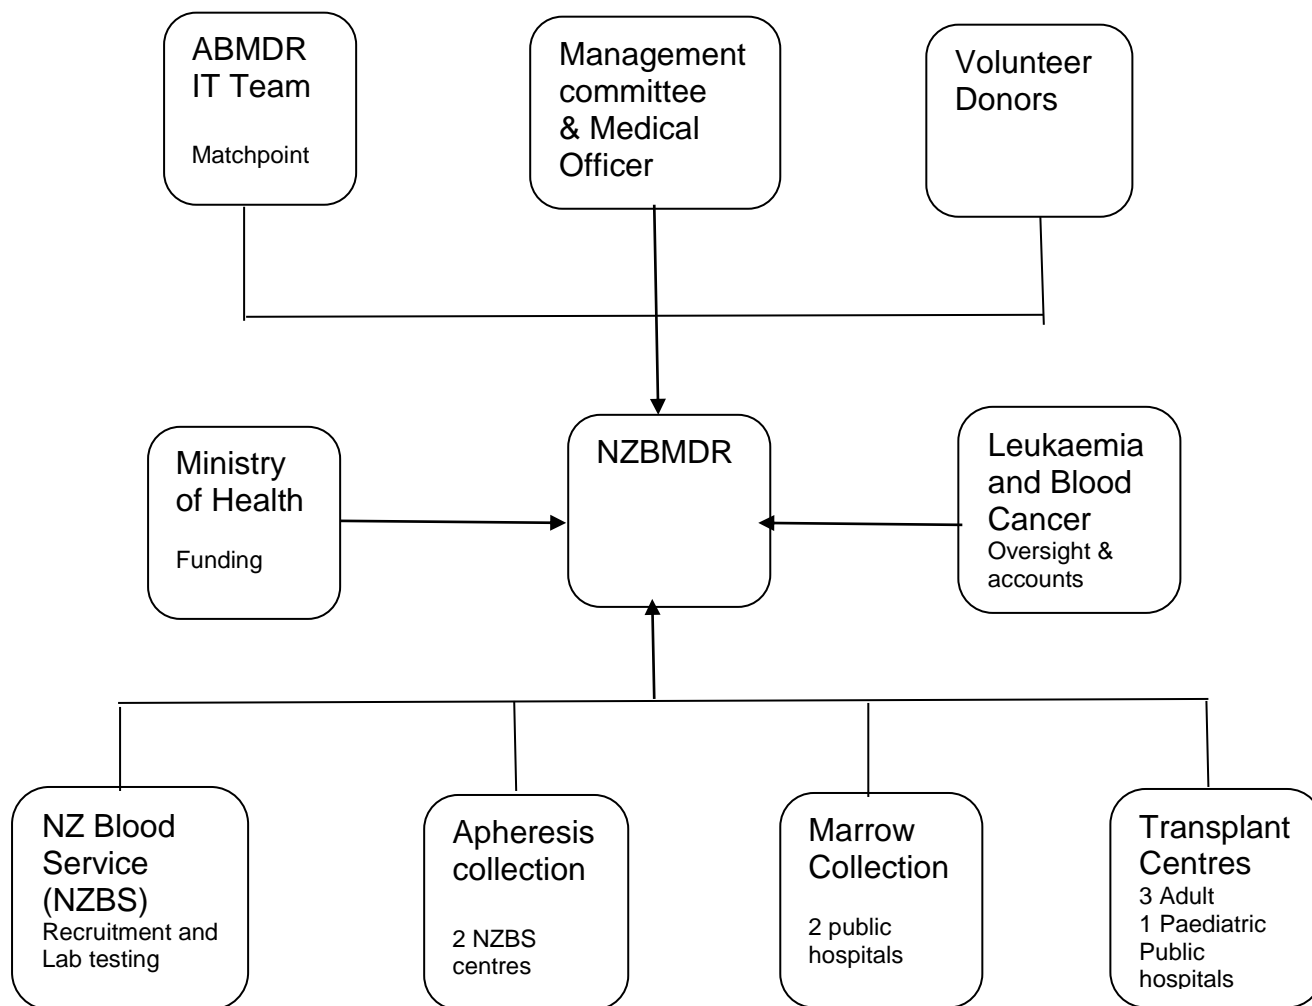 ABMDR
IT Team
Matchpoint
Management
committee
& Medical
Officer
Volunteer
Donors
Ministry
of Health
Funding
NZBMDR
Leukaemia
and Blood
Cancer
Oversight &
accounts
NZ Blood
Service
(NZBS)
Recruitment and
Lab testing
Apheresis
collection
2 NZBS
centres
Marrow
Collection
2 public
hospitals
Transplant
Centres
3 Adult
1 Paediatric
Public
hospitals